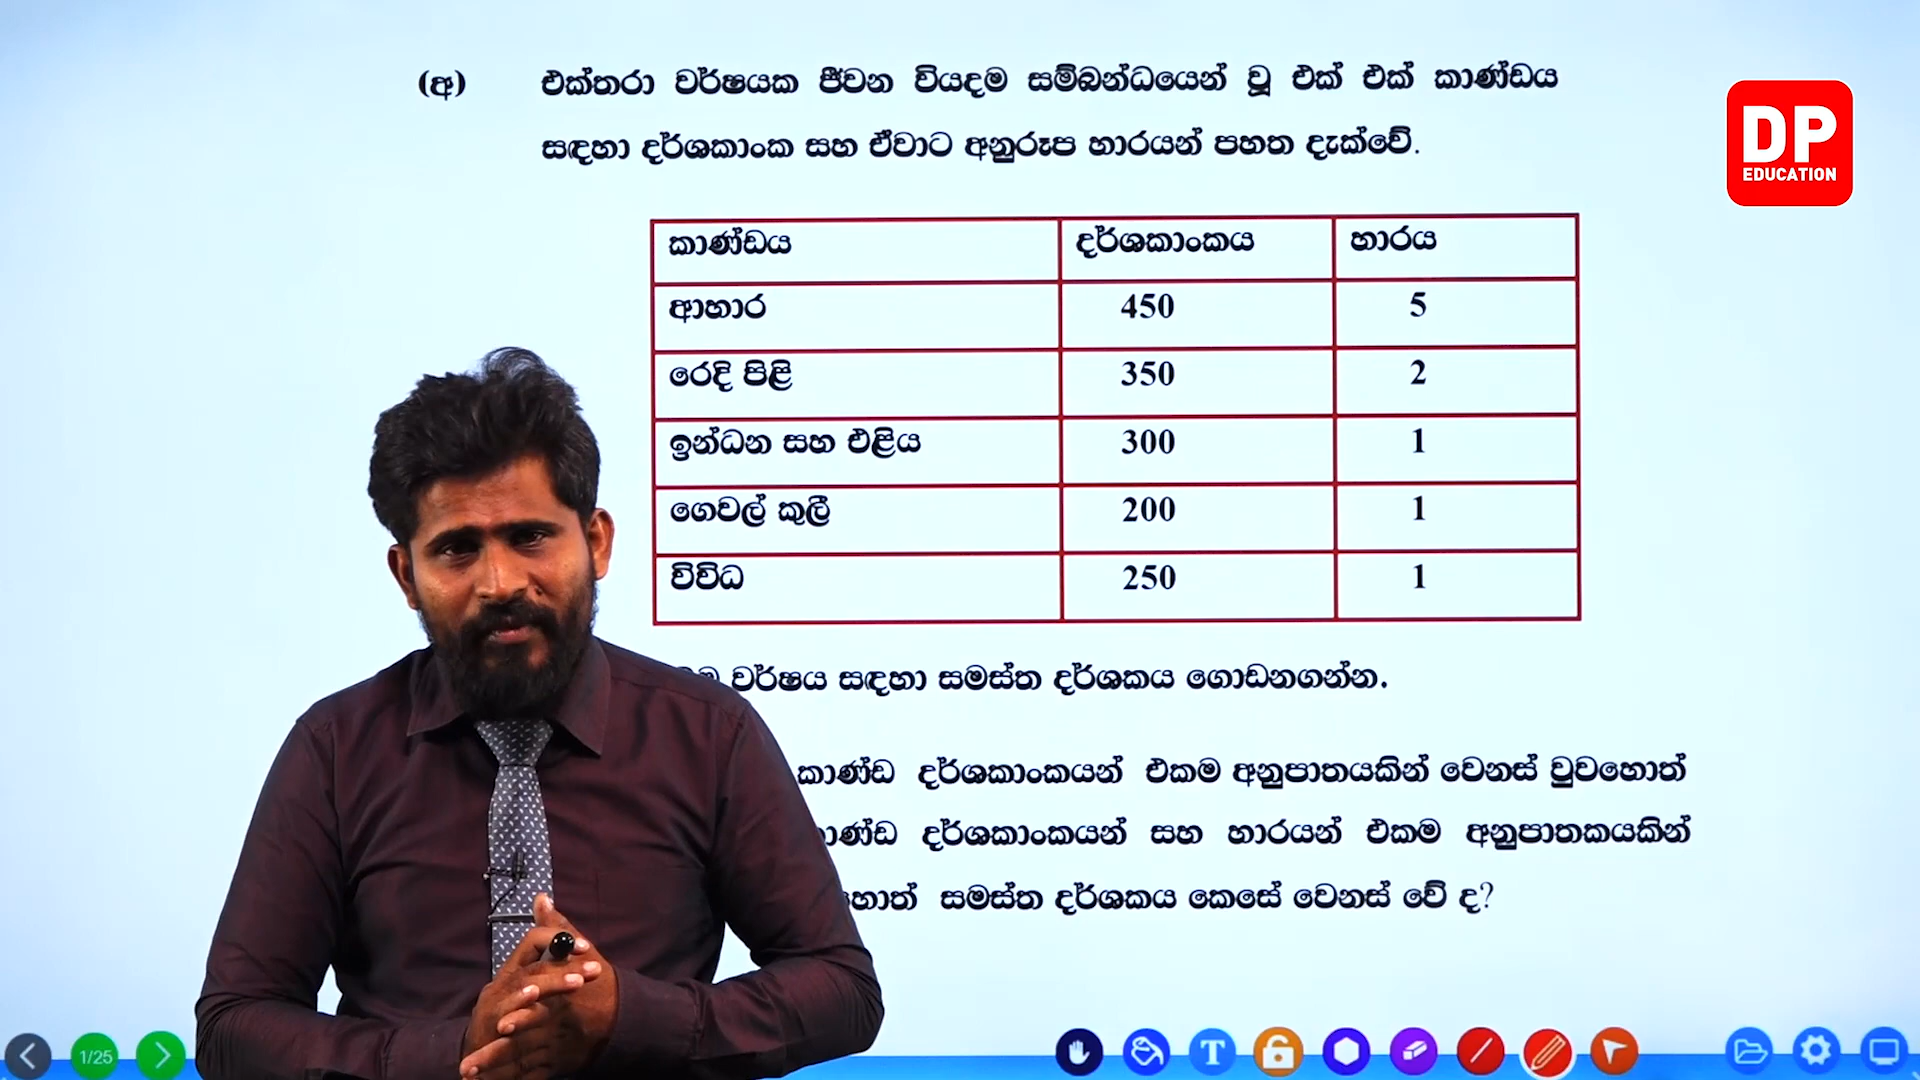 (අ) එක්තරා වර්ෂයක ජීවන වියදම සම්බන්ධයෙන් වූ එක් එක් කාණ්ඩය
සඳහා දර්ශකාංක සහ ඒවාට අනුරූප භාරයන් පහත දැක්වේ.
DP
EDUCATION
කාණ්ඩය දර්ශකාංකය භාරය
ආහාර 450 5
රෙදි පිළි 350 2
ඉන්ධන සහ එළිය 300 1
ගෙවල් කුලී 200 1
විවිධ 250 1
වර්ෂය සඳහා සමස්ත දර්ශකය ගොඩනගන්න.
කාණ්ඩ දර්ශකාංකයන් එකම අනුපාතයකින් වෙනස් වුවහොත්
දර්ශකාංකයන් සහ භාරයන් එකම අනුපාතකයකින්
සමස්ත දර්ශකය කෙසේ වෙනස් වේ ද?
1/25
T